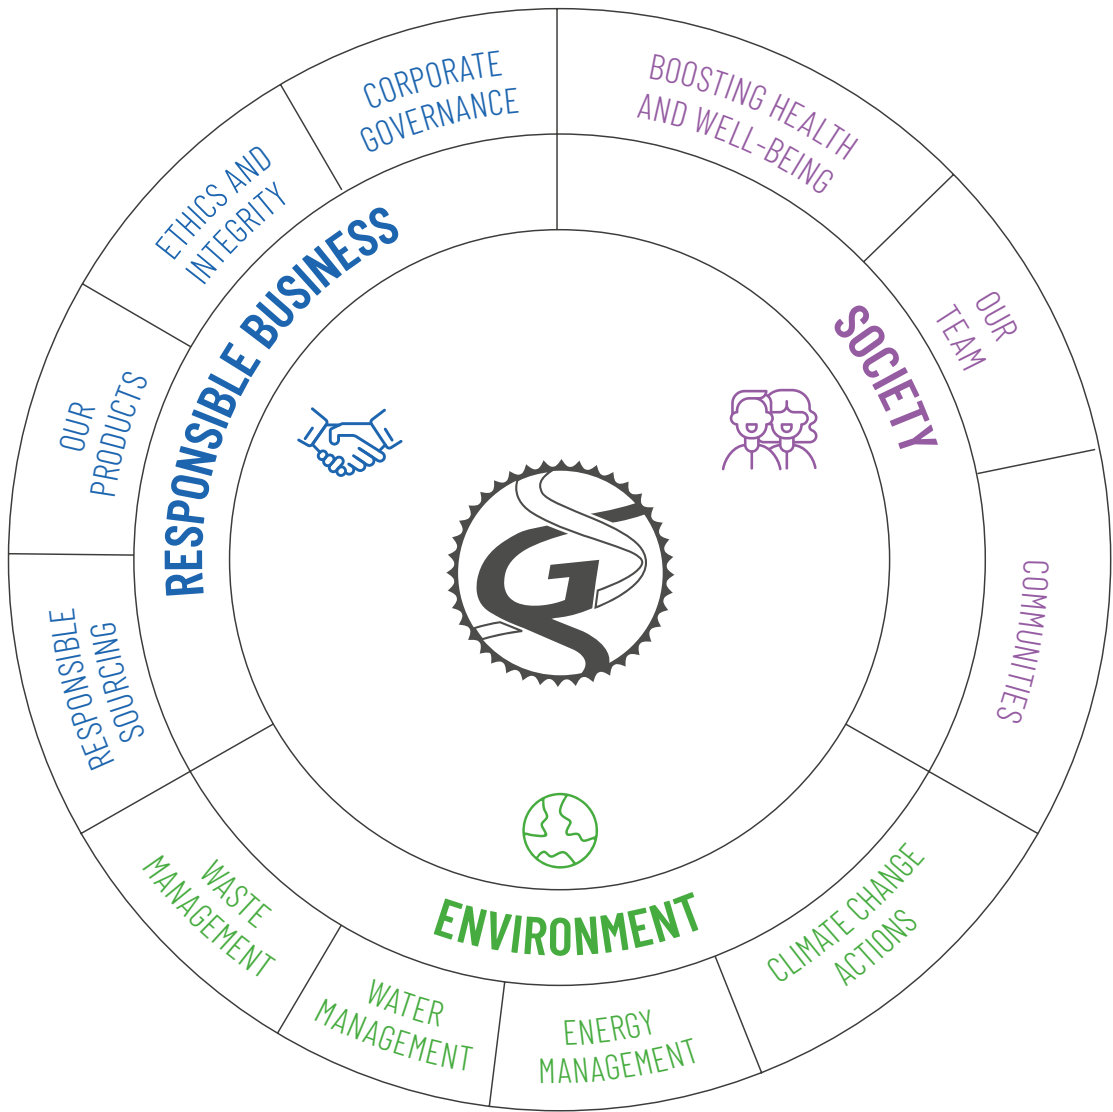 CORPORATE
GOVERNANCE
BOOSTING HEALTH
AND WELL-BEING
ETHICS AND
INTEGRITY
RESPONSIBLE BUSINESS
SOCIETY
OUR
TEAM
OUR
PRODUCTS
COMMUNITIES
RESPONSIBLE
SOURCING
WASTE
MANAGEMENT
WATER
MANAGEMENT
ENVIRONMENT
ENERGY
MANAGEMENT
CLIMATE CHANGE
ACTIONS